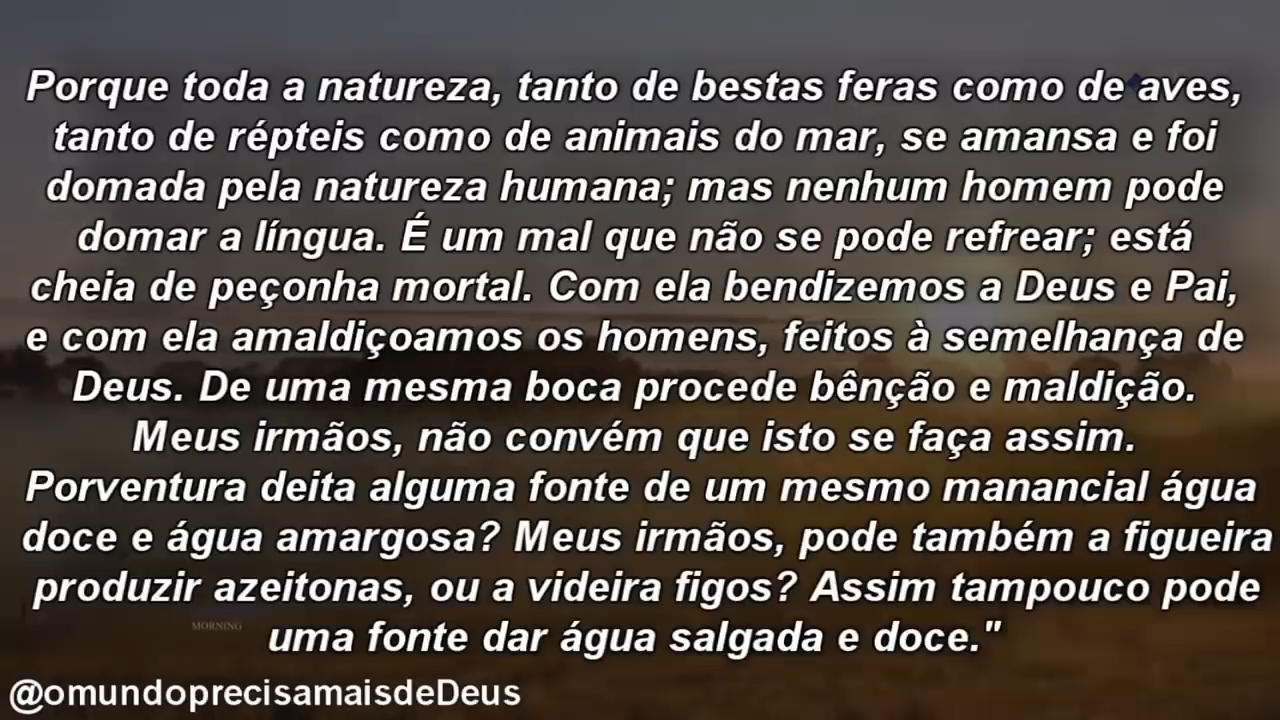 Porque toda a natureza, tanto de bestas feras como de aves,
tanto de répteis como de animais do mar, se amansa e foi
domada pela natureza humana; mas nenhum homem pode
domar a língua. É um mal que não se pode refrear; está
cheia de peçonha mortal. Com ela bendizemos a Deus e Pai,
e com ela amaldiçoamos os homens, feitos à semelhança de
Deus. De uma mesma boca procede bênção e maldição.
Meus irmãos, não convém que isto se faça assim.
Porventura deita alguma fonte de um mesmo manancial água
doce e água amargosa? Meus irmãos, pode também a figueira
produzir azeitonas, ou a videira figos? Assim tampouco pode
MORNING
uma fonte dar água salgada e doce."
@omundoprecisamaisdeDeus